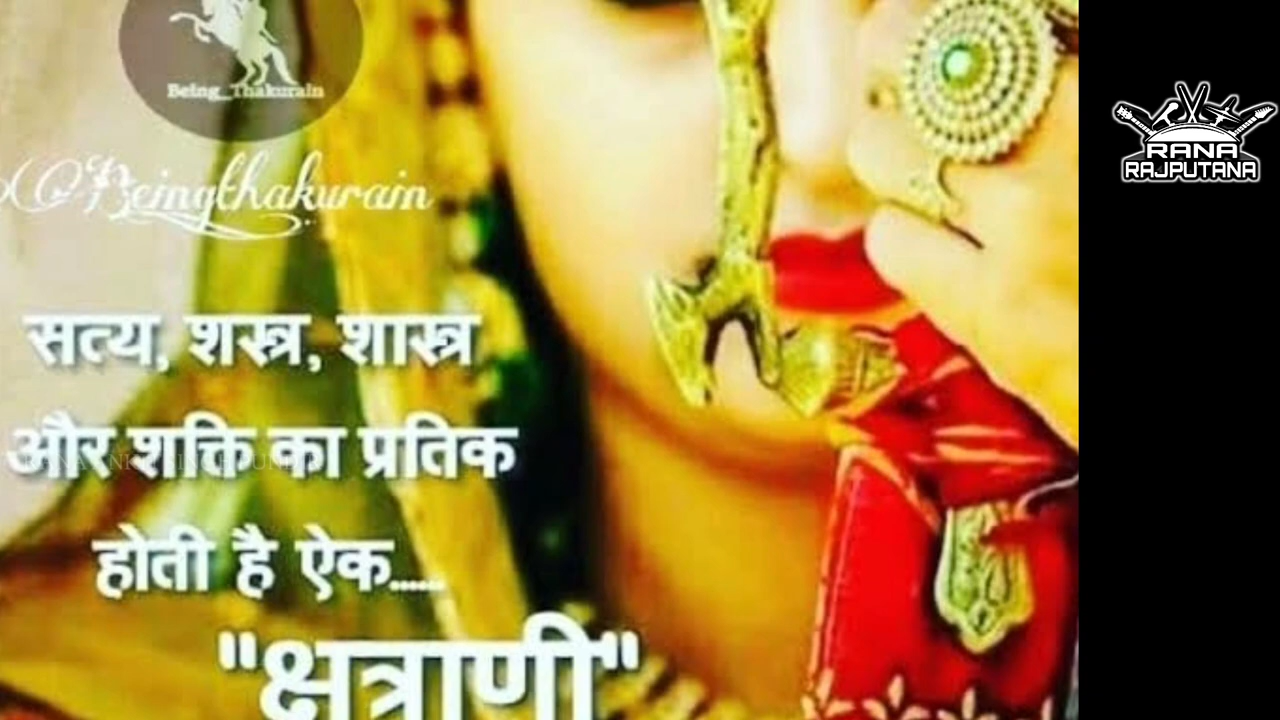 Being_Thakurain
Beingthakurain
RANA
RAJPUTANA
सत्य, शस्त्र, शास्त्र
और शक्ति का प्रतिक
होती है ऐक......
"क्षत्राणी"